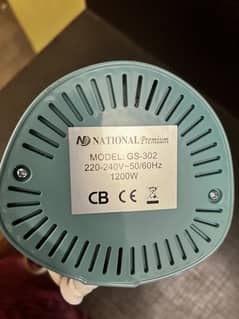 NATIONAL Premium
MODEL: GS-302
220-240V~50/60Hz
1200W
CB CE